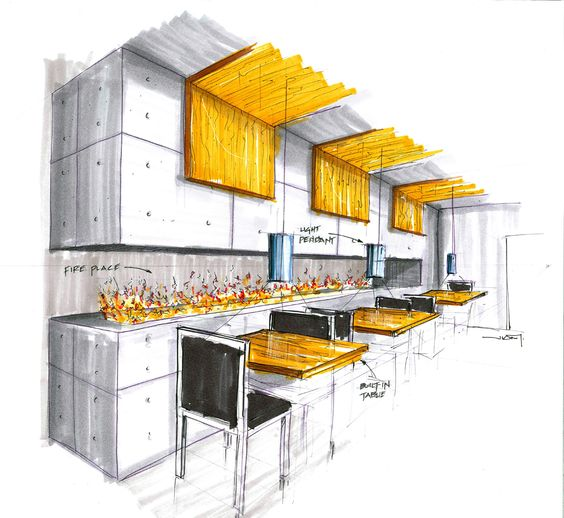 LIGHT
PENDANT
FIRE PLACE
BUILT-IN
TABLE